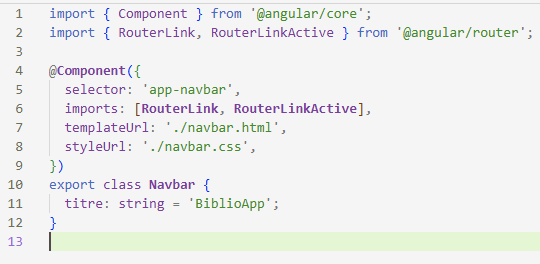 1 import { Component } from '@angular/core';
2 import { RouterLink, RouterLinkActive } from '@angular/router';
3
4 @Component({
5   selector: 'app-navbar',
6   imports: [RouterLink, RouterLinkActive],
7   templateUrl: './navbar.html',
8   styleUrl: './navbar.css',
9 })
10 export class Navbar {
11   titre: string = 'BiblioApp';
12 }
13